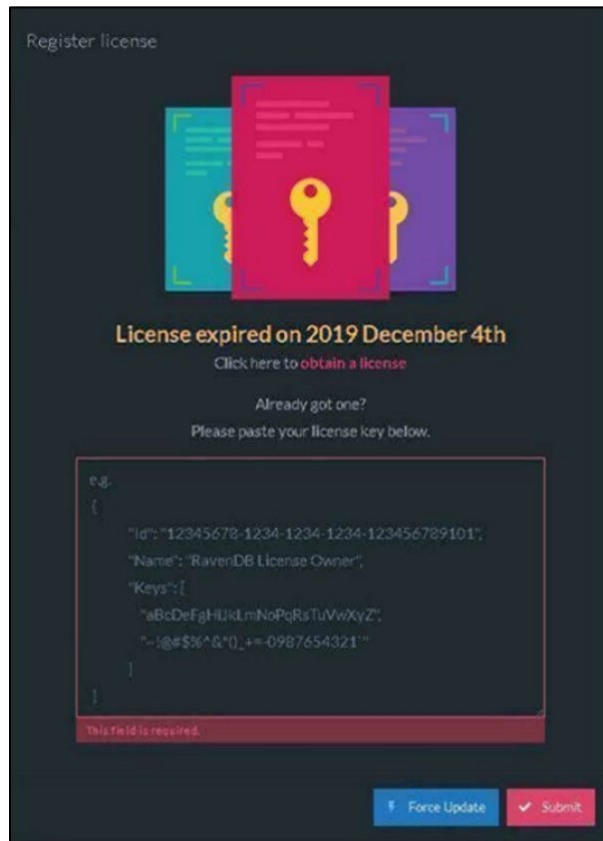 Register license
License expired on 2019 December 4th
Click here to obtain a license
Already got one?
Please paste your license key below.
e.g.
{
"Id": "12345678-1234-1234-1234-123456789101",
"Name": "RavenDB License Owner",
"Keys": [
"aBcDeFgHiJkLmNoPqRsTuVwXyZ",
"~!@#$%^&*()_+=-0987654321`"
]
}
This field is required.
Force Update
Submit